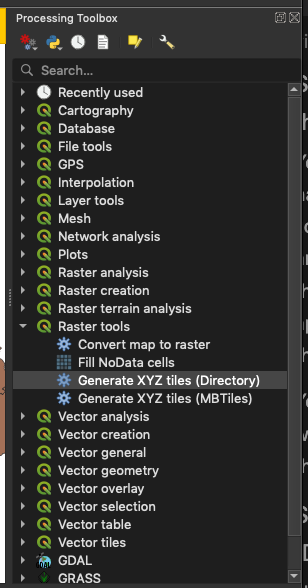 Processing Toolbox
Search...
Recently used
Cartography
Database
File tools
GPS
Interpolation
Layer tools
Mesh
Network analysis
Plots
Raster analysis
Raster creation
Raster terrain analysis
Raster tools
Convert map to raster
Fill NoData cells
Generate XYZ tiles (Directory)
Generate XYZ tiles (MBTiles)
Vector analysis
Vector creation
Vector general
Vector geometry
Vector overlay
Vector selection
Vector table
Vector tiles
GDAL
GRASS